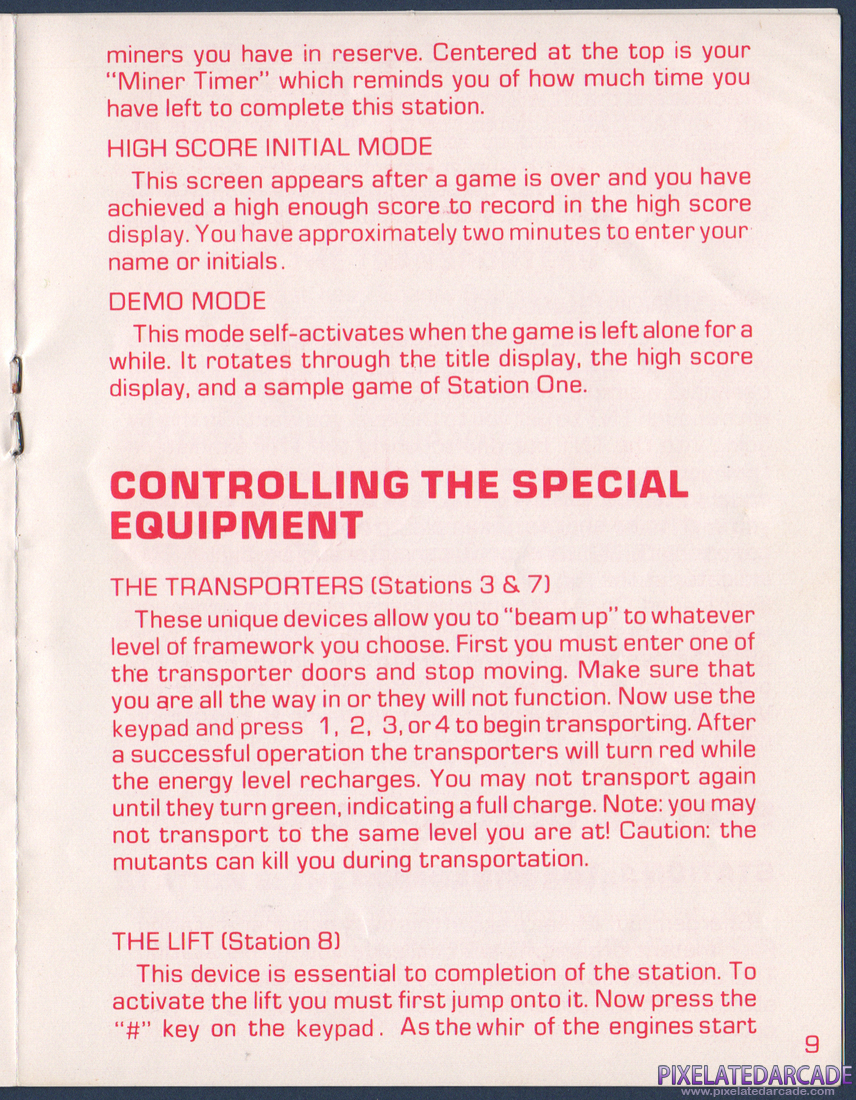 miners you have in reserve. Centered at the top is your
"Miner Timer" which reminds you of how much time you
have left to complete this station.
HIGH SCORE INITIAL MODE
This screen appears after a game is over and you have
achieved a high enough score to record in the high score
display. You have approximately two minutes to enter your
name or initials.
DEMO MODE
This mode self-activates when the game is left alone for a
while. It rotates through the title display, the high score
display, and a sample game of Station One.
CONTROLLING THE SPECIAL
EQUIPMENT
THE TRANSPORTERS (Stations 3 & 7)
These unique devices allow you to "beam up" to whatever
level of framework you choose. First you must enter one of
the transporter doors and stop moving. Make sure that
you are all the way in or they will not function. Now use the
keypad and press 1, 2, 3, or 4 to begin transporting. After
a successful operation the transporters will turn red while
the energy level recharges. You may not transport again
until they turn green, indicating a full charge. Note: you may
not transport to the same level you are at! Caution: the
mutants can kill you during transportation.
THE LIFT (Station 8)
This device is essential to completion of the station. To
activate the lift you must first jump onto it. Now press the
"#" key on the keypad. As the whir of the engines start
9
PIXELATEDARCADE
www.pixelatedarcade.com